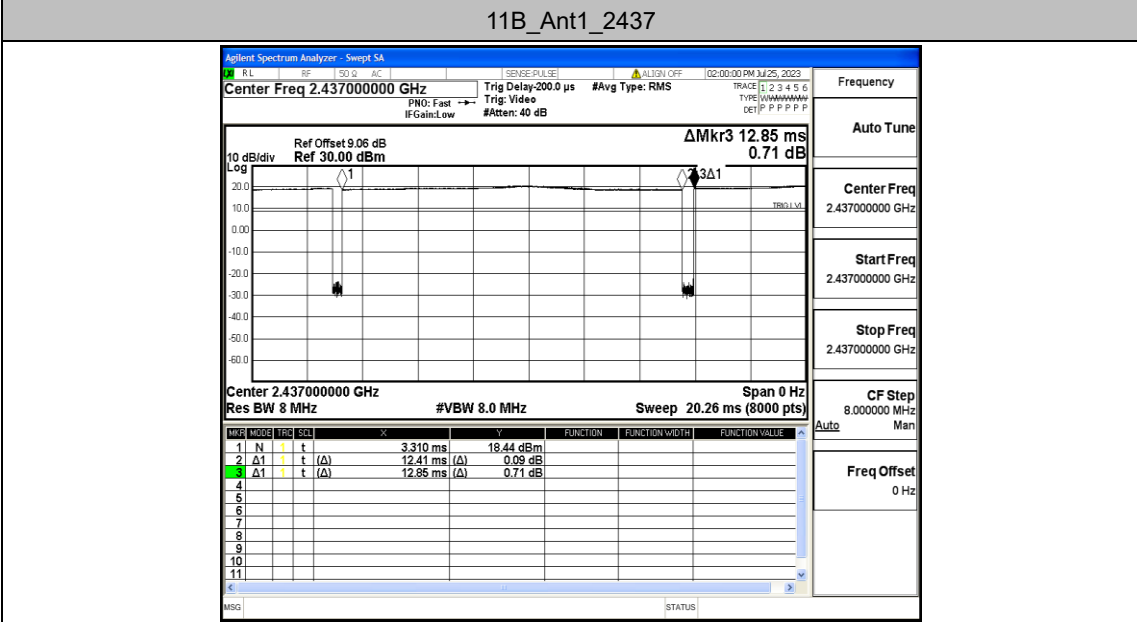 11B_Ant1_2437
Agilent Spectrum Analyzer - Swept SA
RL RF 50 Ω AC SENSE:PULSE ALIGN OFF 02:00:00 PM Jul 25, 2023
Center Freq 2.437000000 GHz
PNO: Fast
IFGain:Low
Trig Delay-200.0 µs
Trig: Video
#Atten: 40 dB
#Avg Type: RMS
TRACE 1 2 3 4 5 6
TYPE WWWWWW
DET P P P P P P
Ref Offset 9.06 dB
10 dB/div Ref 30.00 dBm
Log
ΔMkr3 12.85 ms
0.71 dB
1
2 3Δ1
20.0
10.0
TRIG LVL
0.00
-10.0
-20.0
-30.0
-40.0
-50.0
-60.0
Center 2.437000000 GHz Span 0 Hz
Res BW 8 MHz #VBW 8.0 MHz Sweep 20.26 ms (8000 pts)
MKR MODE TRC SCL X Y FUNCTION FUNCTION WIDTH FUNCTION VALUE
1 N 1 t 3.310 ms 18.44 dBm
2 Δ1 1 t (Δ) 12.41 ms (Δ) 0.09 dB
3 Δ1 1 t (Δ) 12.85 ms (Δ) 0.71 dB
4
5
6
7
8
9
10
11
MSG STATUS
Frequency
Auto Tune
Center Freq
2.437000000 GHz
Start Freq
2.437000000 GHz
Stop Freq
2.437000000 GHz
CF Step
8.000000 MHz
Auto Man
Freq Offset
0 Hz